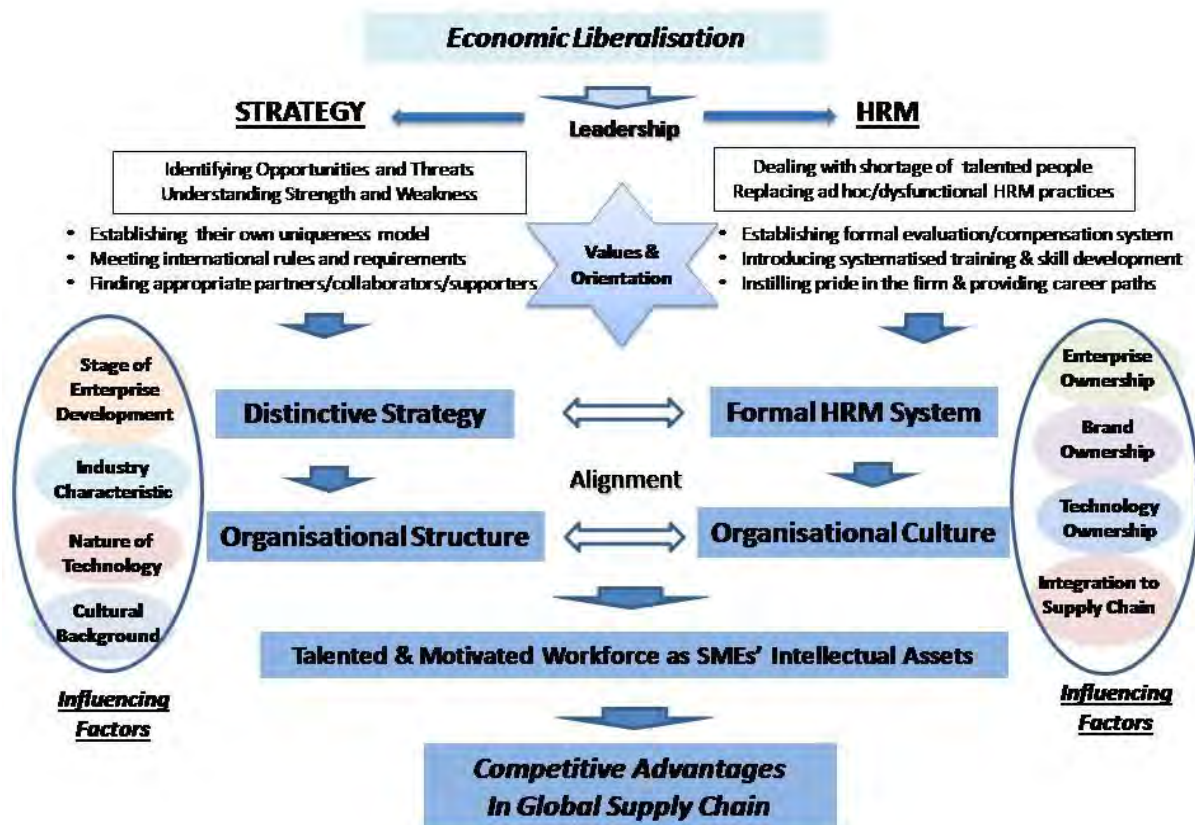 Economic Liberalisation
STRATEGY
Leadership
HRM
Identifying Opportunities and Threats
Understanding Strength and Weakness
Dealing with shortage of talented people
Replacing ad hoc/dysfunctional HRM practices
• Establishing their own uniqueness model
• Meeting international rules and requirements
• Finding appropriate partners/collaborators/supporters
Values &
Orientation
• Establishing formal evaluation/compensation system
• Introducing systematised training & skill development
• Instilling pride in the firm & providing career paths
Stage of
Enterprise
Development
Industry
Characteristic
Nature of
Technology
Cultural
Background
Influencing
Factors
Distinctive Strategy
Formal HRM System
Alignment
Organisational Structure
Organisational Culture
Talented & Motivated Workforce as SMEs' Intellectual Assets
Competitive Advantages
In Global Supply Chain
Enterprise
Ownership
Brand
Ownership
Technology
Ownership
Integration to
Supply Chain
Influencing
Factors